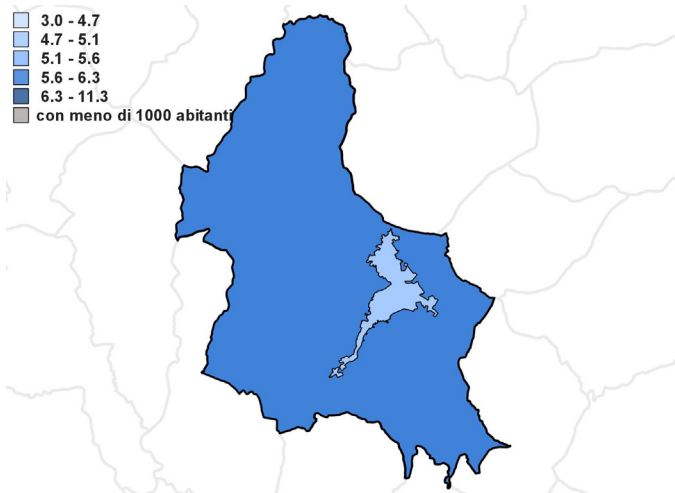 3.0 - 4.7
4.7 - 5.1
5.1 - 5.6
5.6 - 6.3
6.3 - 11.3
con meno di 1000 abitanti